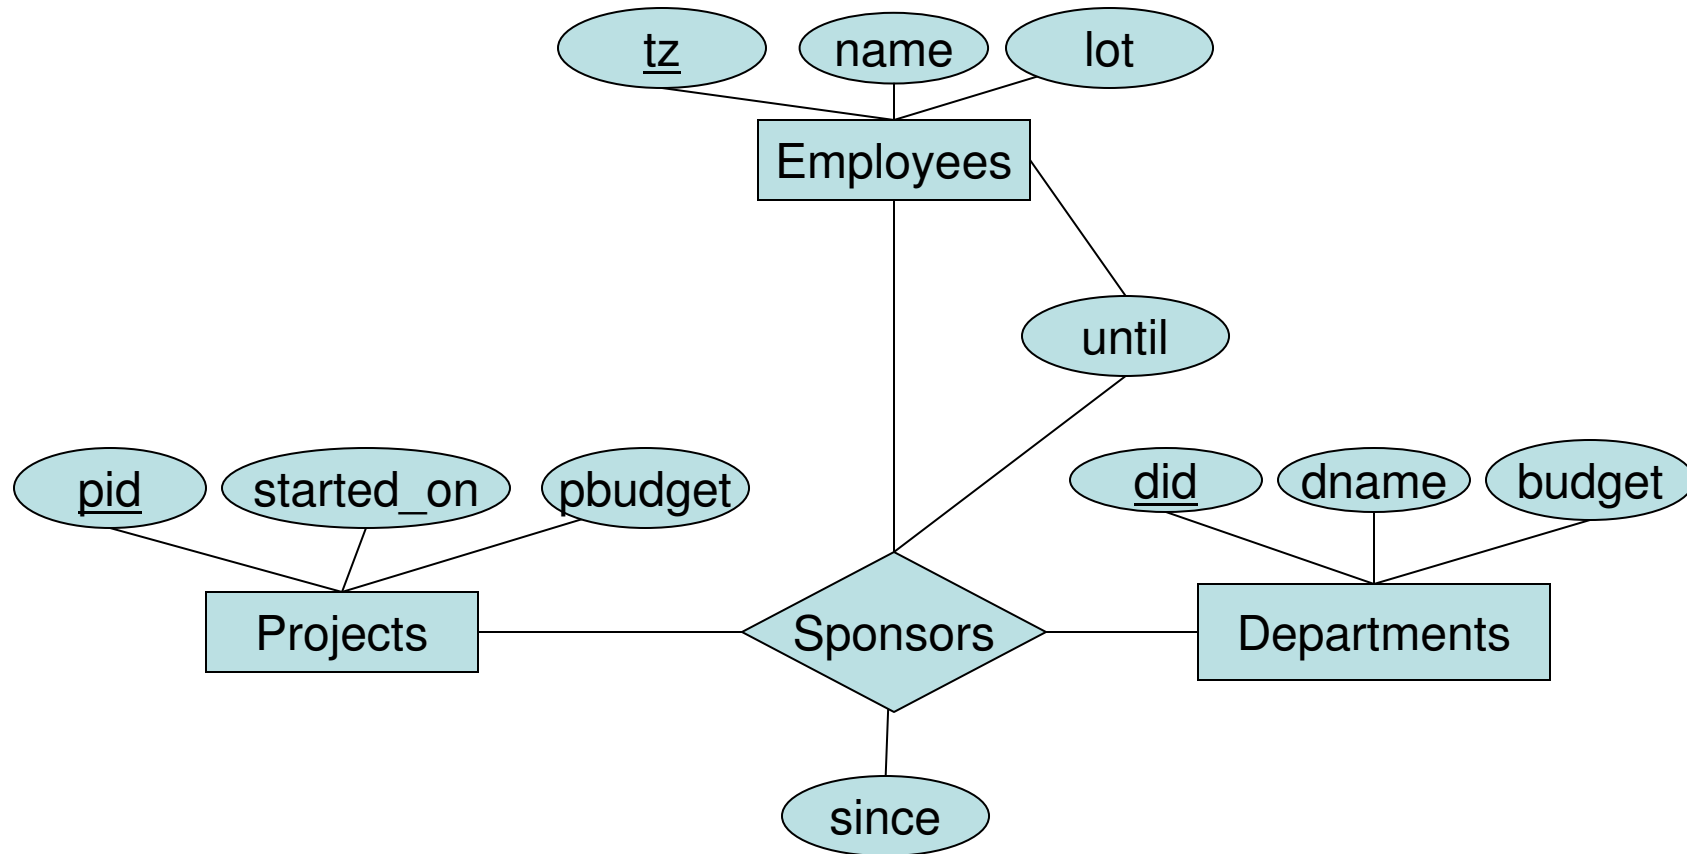 tz
name
lot
Employees
until
pid
started_on
pbudget
did
dname
budget
Projects
Sponsors
Departments
since